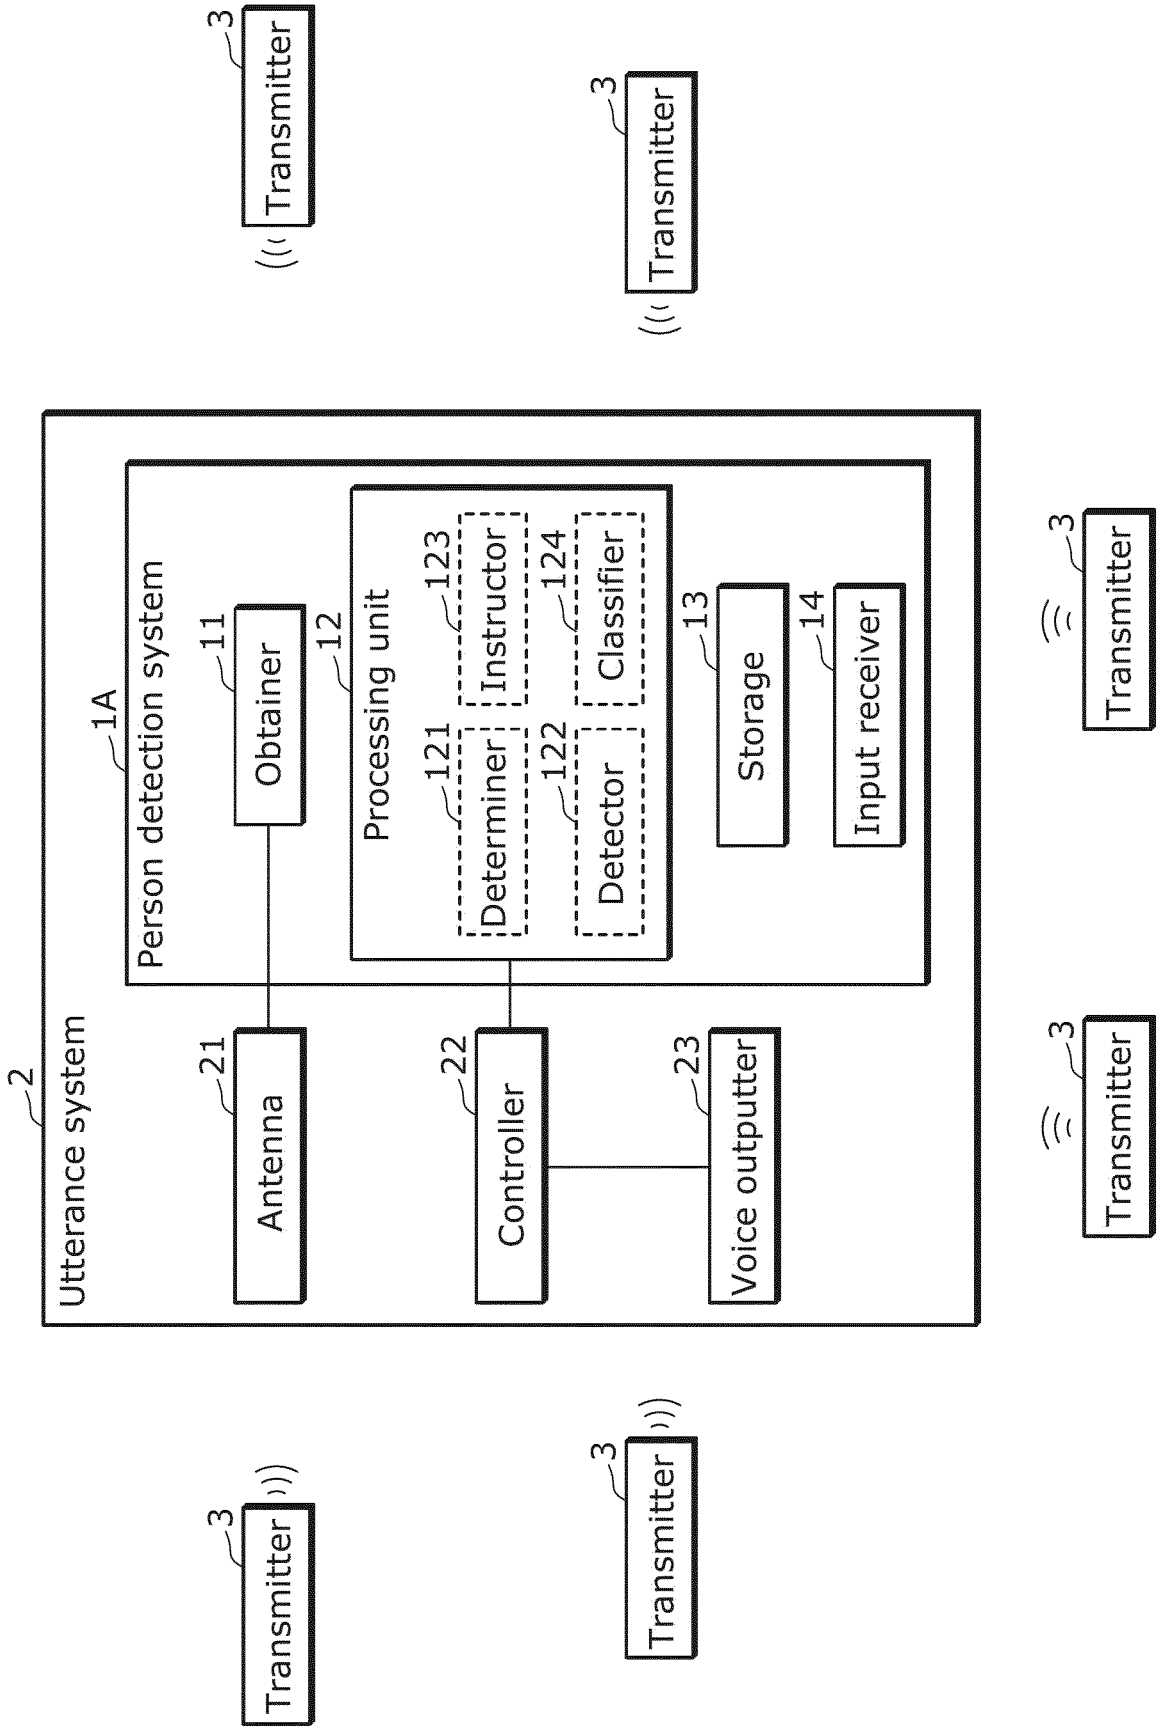 2
Utterance system
1A
Person detection system
21
Antenna
11
Obtainer
22
Controller
12
Processing unit
121
Determiner
123
Instructor
122
Detector
124
Classifier
23
Voice outputter
13
Storage
14
Input receiver
3
Transmitter
3
Transmitter
3
Transmitter
3
Transmitter
3
Transmitter
3
Transmitter